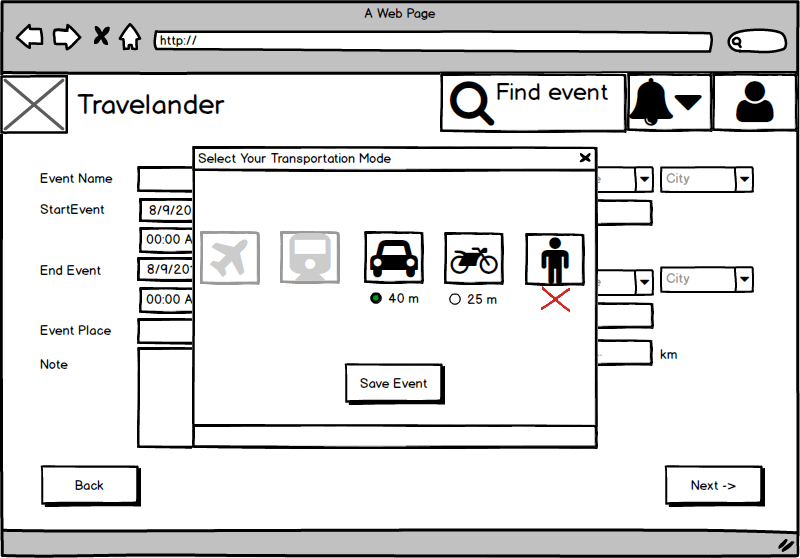 A Web Page
http://
Travelander
Find event
Select Your Transportation Mode
Event Name
City
StartEvent
8/9/20
00:00 A
End Event
8/9/20
City
00:00 A
40 m
25 m
Event Place
Note
km
Save Event
Back
Next ->